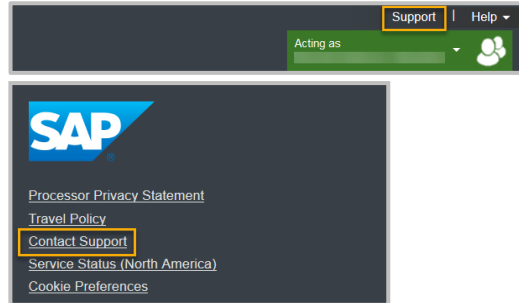 Support | Help
Acting as
SAP
Processor Privacy Statement
Travel Policy
Contact Support
Service Status (North America)
Cookie Preferences